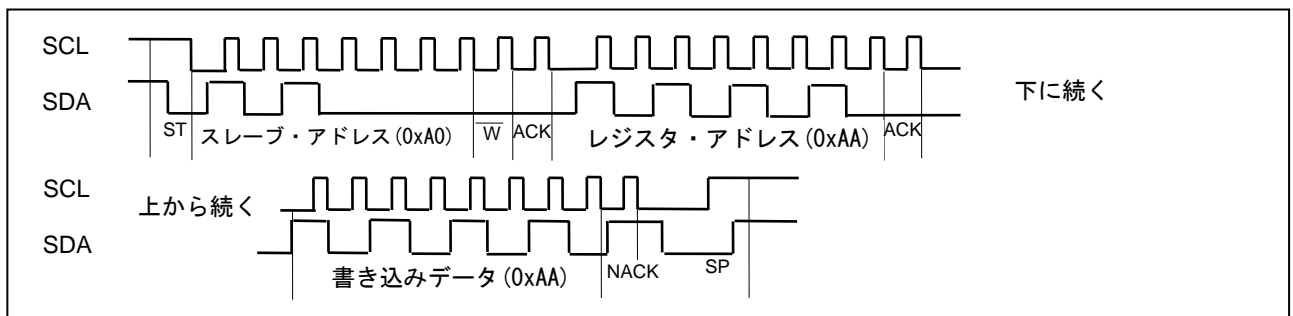 SCL
SDA
下に続く
ST スレーブ・アドレス(0xA0) W ACK レジスタ・アドレス(0xAA) ACK
SCL
上から続く
SDA
書き込みデータ(0xAA) NACK SP